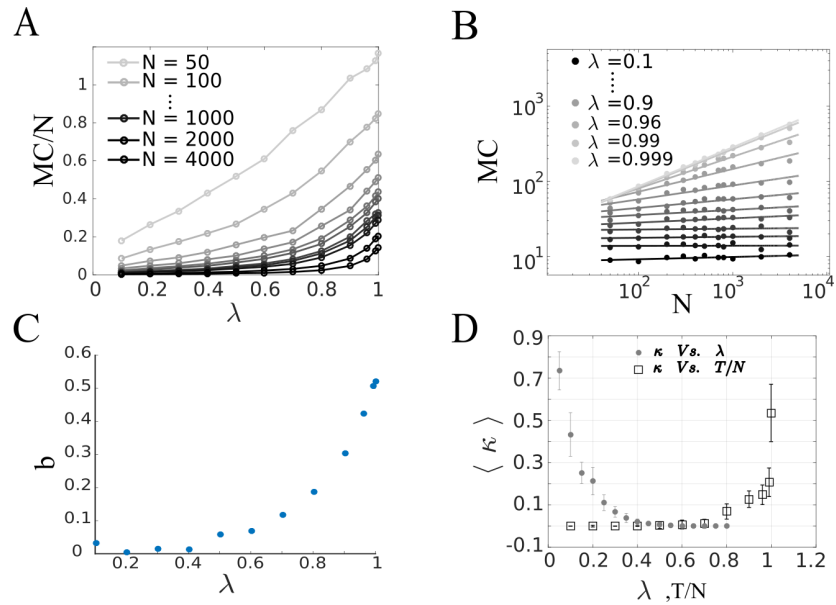 A
MC/N
1
0.8
0.6
0.4
0.2
0
N = 50
N = 100
⋮
N = 1000
N = 2000
N = 4000
0 0.2 0.4 0.6 0.8 1
λ
B
MC
10³
10²
10¹
λ =0.1
⋮
λ =0.9
λ =0.96
λ =0.99
λ =0.999
10² 10³ 10⁴
N
C
b
0.6
0.5
0.4
0.3
0.2
0.1
0
0.2 0.4 0.6 0.8 1
λ
D
⟨ κ ⟩
0.9
0.7
0.5
0.3
0.1
-0.1
κ Vs. λ
κ Vs. T/N
0 0.2 0.4 0.6 0.8 1 1.2
λ ,T/N